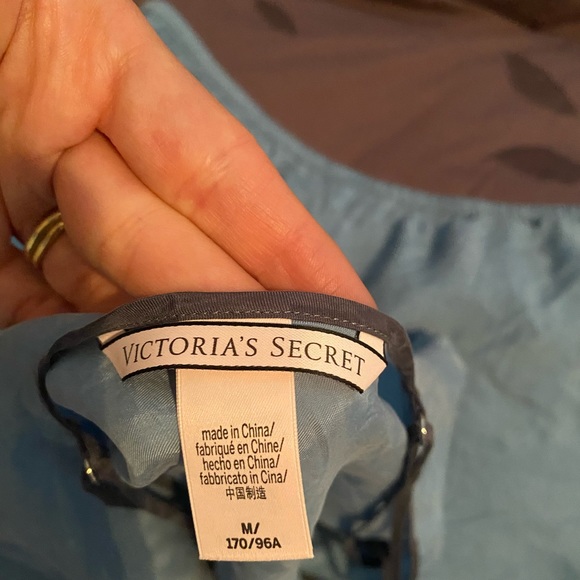 VICTORIA'S SECRET
made in China/
fabriqué en Chine/
hecho en China/
fabbricato in Cina/
中国制造
M/
170/96A